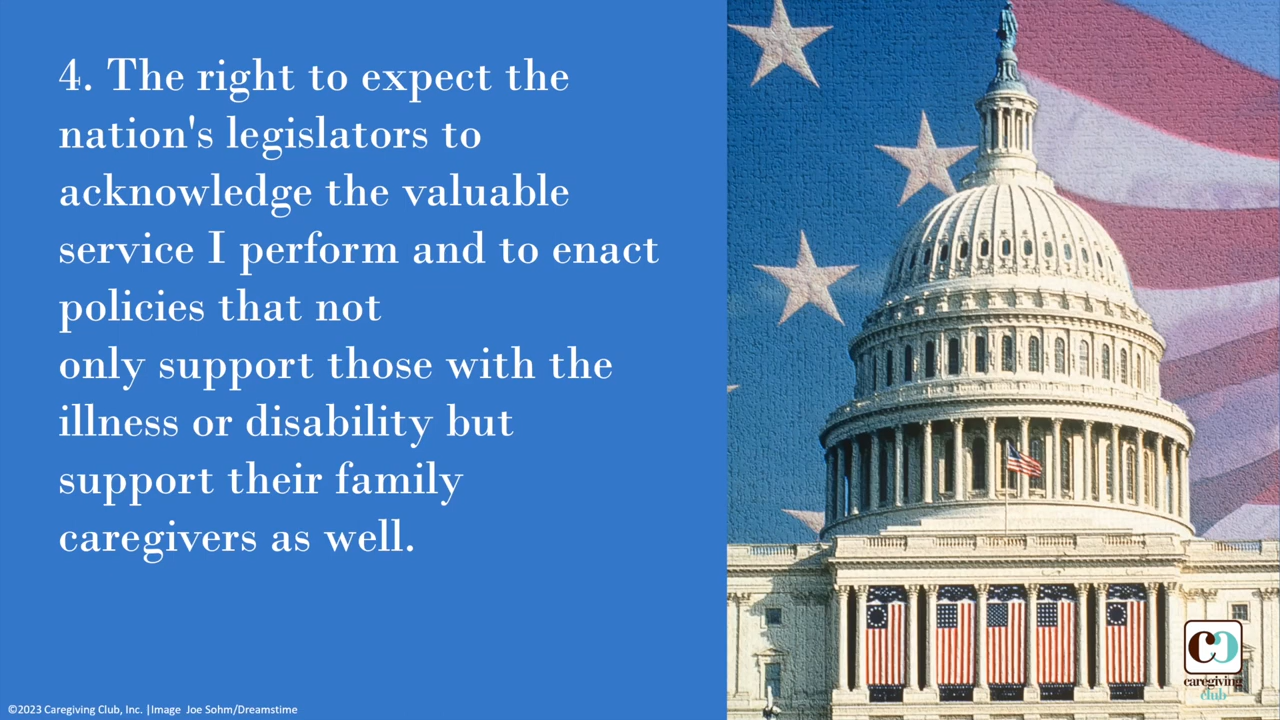 4. The right to expect the
nation's legislators to
acknowledge the valuable
service I perform and to enact
policies that not
only support those with the
illness or disability but
support their family
caregivers as well.
caregiving
club
©2023 Caregiving Club, Inc. |Image  Joe Sohm/Dreamstime